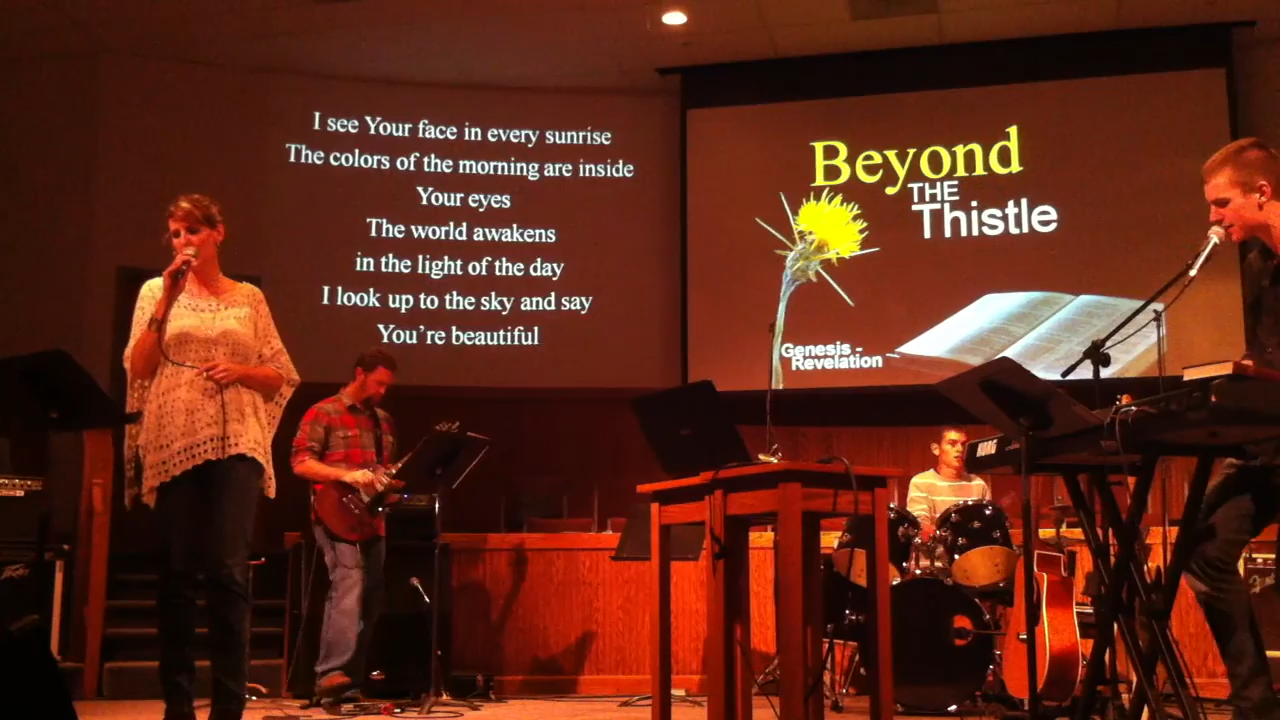 I see Your face in every sunrise
The colors of the morning are inside
Your eyes
The world awakens
in the light of the day
I look up to the sky and say
You're beautiful
Beyond
THE
Thistle
Genesis -
Revelation
KORG
Peavey